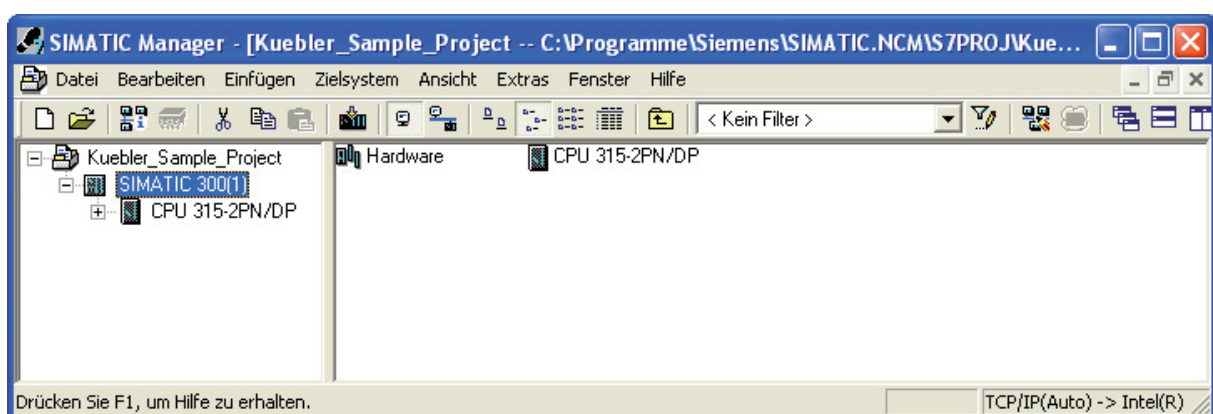 SIMATIC Manager - [Kuebler_Sample_Project -- C:\Programme\Siemens\SIMATIC.NCM\S7PROJ\Kue...
Datei Bearbeiten Einfügen Zielsystem Ansicht Extras Fenster Hilfe
< Kein Filter >
Kuebler_Sample_Project
SIMATIC 300(1)
CPU 315-2PN/DP
Hardware
CPU 315-2PN/DP
Drücken Sie F1, um Hilfe zu erhalten.
TCP/IP(Auto) -> Intel(R)